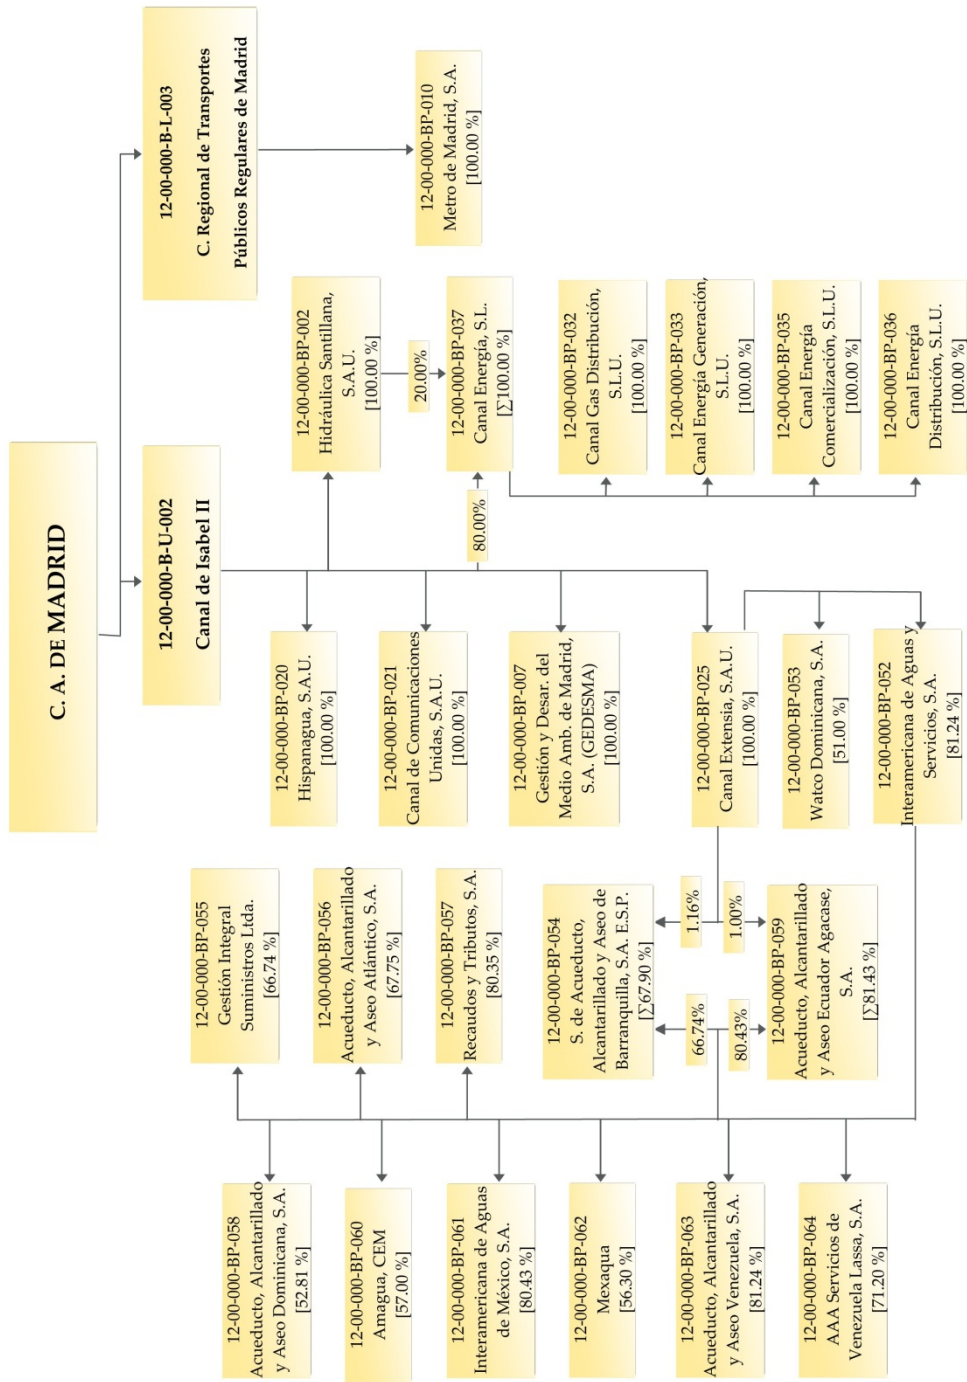 C. A. DE MADRID
12-00-000-B-U-002
Canal de Isabel II
12-00-000-B-L-003
C. Regional de Transportes
Públicos Regulares de Madrid
12-00-000-BP-010
Metro de Madrid, S.A.
[100.00 %]
12-00-000-BP-002
Hidráulica Santillana,
S.A.U.
[100.00 %]
20.00%
12-00-000-BP-037
Canal Energía, S.L.
[∑100.00 %]
80.00%
12-00-000-BP-032
Canal Gas Distribución,
S.L.U.
[100.00 %]
12-00-000-BP-033
Canal Energía Generación,
S.L.U.
[100.00 %]
12-00-000-BP-035
Canal Energía
Comercialización, S.L.U.
[100.00 %]
12-00-000-BP-036
Canal Energía
Distribución, S.L.U.
[100.00 %]
12-00-000-BP-020
Hispanagua, S.A.U.
[100.00 %]
12-00-000-BP-021
Canal de Comunicaciones
Unidas, S.A.U.
[100.00 %]
12-00-000-BP-007
Gestión y Desar. del
Medio Amb. de Madrid,
S.A. (GEDESMA)
[100.00 %]
12-00-000-BP-025
Canal Extensia, S.A.U.
[100.00 %]
12-00-000-BP-053
Watco Dominicana, S.A.
[51.00 %]
12-00-000-BP-052
Interamericana de Aguas y
Servicios, S.A.
[81.24 %]
12-00-000-BP-055
Gestión Integral
Suministros Ltda.
[66.74 %]
12-00-000-BP-056
Acueducto, Alcantarillado
y Aseo Atlántico, S.A.
[67.75 %]
12-00-000-BP-057
Recaudos y Tributos, S.A.
[80.35 %]
12-00-000-BP-054
S. de Acueducto,
Alcantarillado y Aseo de
Barranquilla, S.A. E.S.P.
[∑67.90 %]
1.16%
1.00%
66.74%
80.43%
12-00-000-BP-059
Acueducto, Alcantarillado
y Aseo Ecuador Agacase,
S.A.
[∑81.43 %]
12-00-000-BP-058
Acueducto, Alcantarillado
y Aseo Dominicana, S.A.
[52.81 %]
12-00-000-BP-060
Amagua, CEM
[57.00 %]
12-00-000-BP-061
Interamericana de Aguas
de México, S.A.
[80.43 %]
12-00-000-BP-062
Mexaqua
[56.30 %]
12-00-000-BP-063
Acueducto, Alcantarillado
y Aseo Venezuela, S.A.
[81.24 %]
12-00-000-BP-064
AAA Servicios de
Venezuela Lassa, S.A.
[71.20 %]